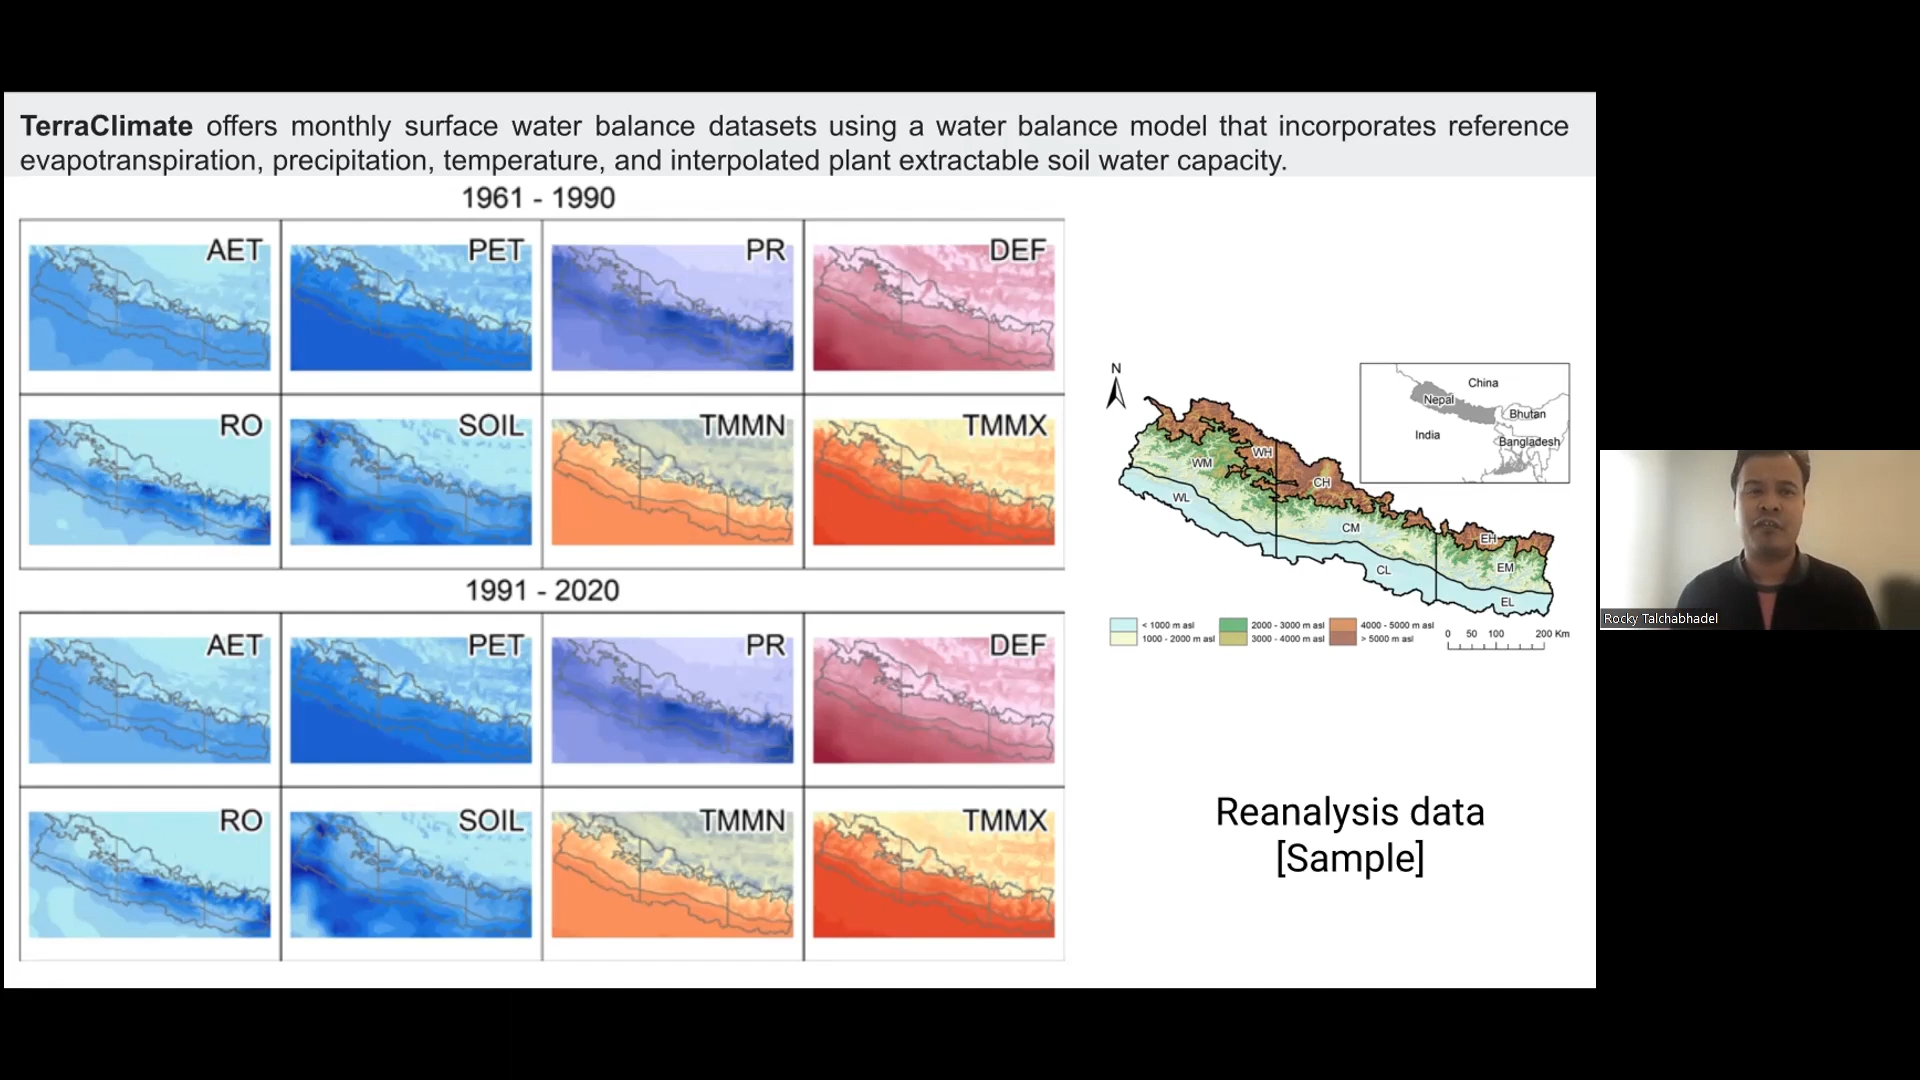 TerraClimate offers monthly surface water balance datasets using a water balance model that incorporates reference
evapotranspiration, precipitation, temperature, and interpolated plant extractable soil water capacity.
1961 - 1990
AET
PET
PR
DEF
RO
SOIL
TMMN
TMMX
1991 - 2020
AET
PET
PR
DEF
RO
SOIL
TMMN
TMMX
N
China
Nepal
Bhutan
India
Bangladesh
WH
WM
CH
WL
CM
EH
CL
EM
EL
< 1000 m asl
2000 - 3000 m asl
4000 - 5000 m asl
1000 - 2000 m asl
3000 - 4000 m asl
> 5000 m asl
0 50 100 200 Km
Reanalysis data
[Sample]
Rocky Talchabhadel